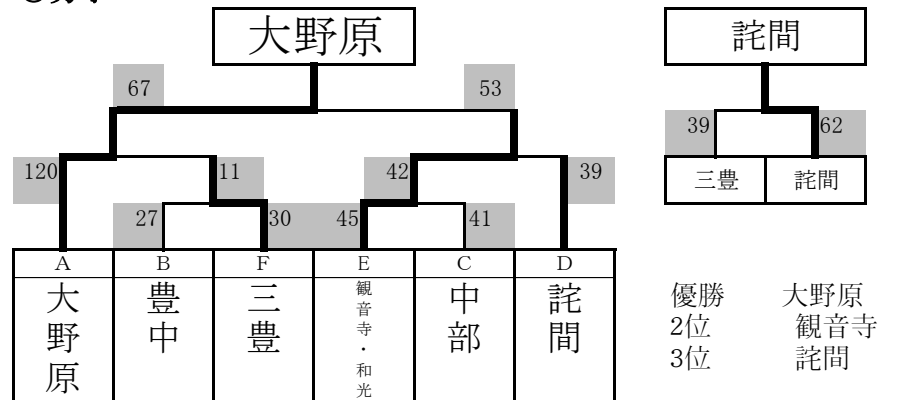 大野原
詫間
67
53
39
62
120
11
42
39
三豊
詫間
27
30
45
41
A
B
F
E
C
D
大野原
豊中
三豊
観音寺・和光
中部
詫間
優勝 大野原
2位 観音寺
3位 詫間